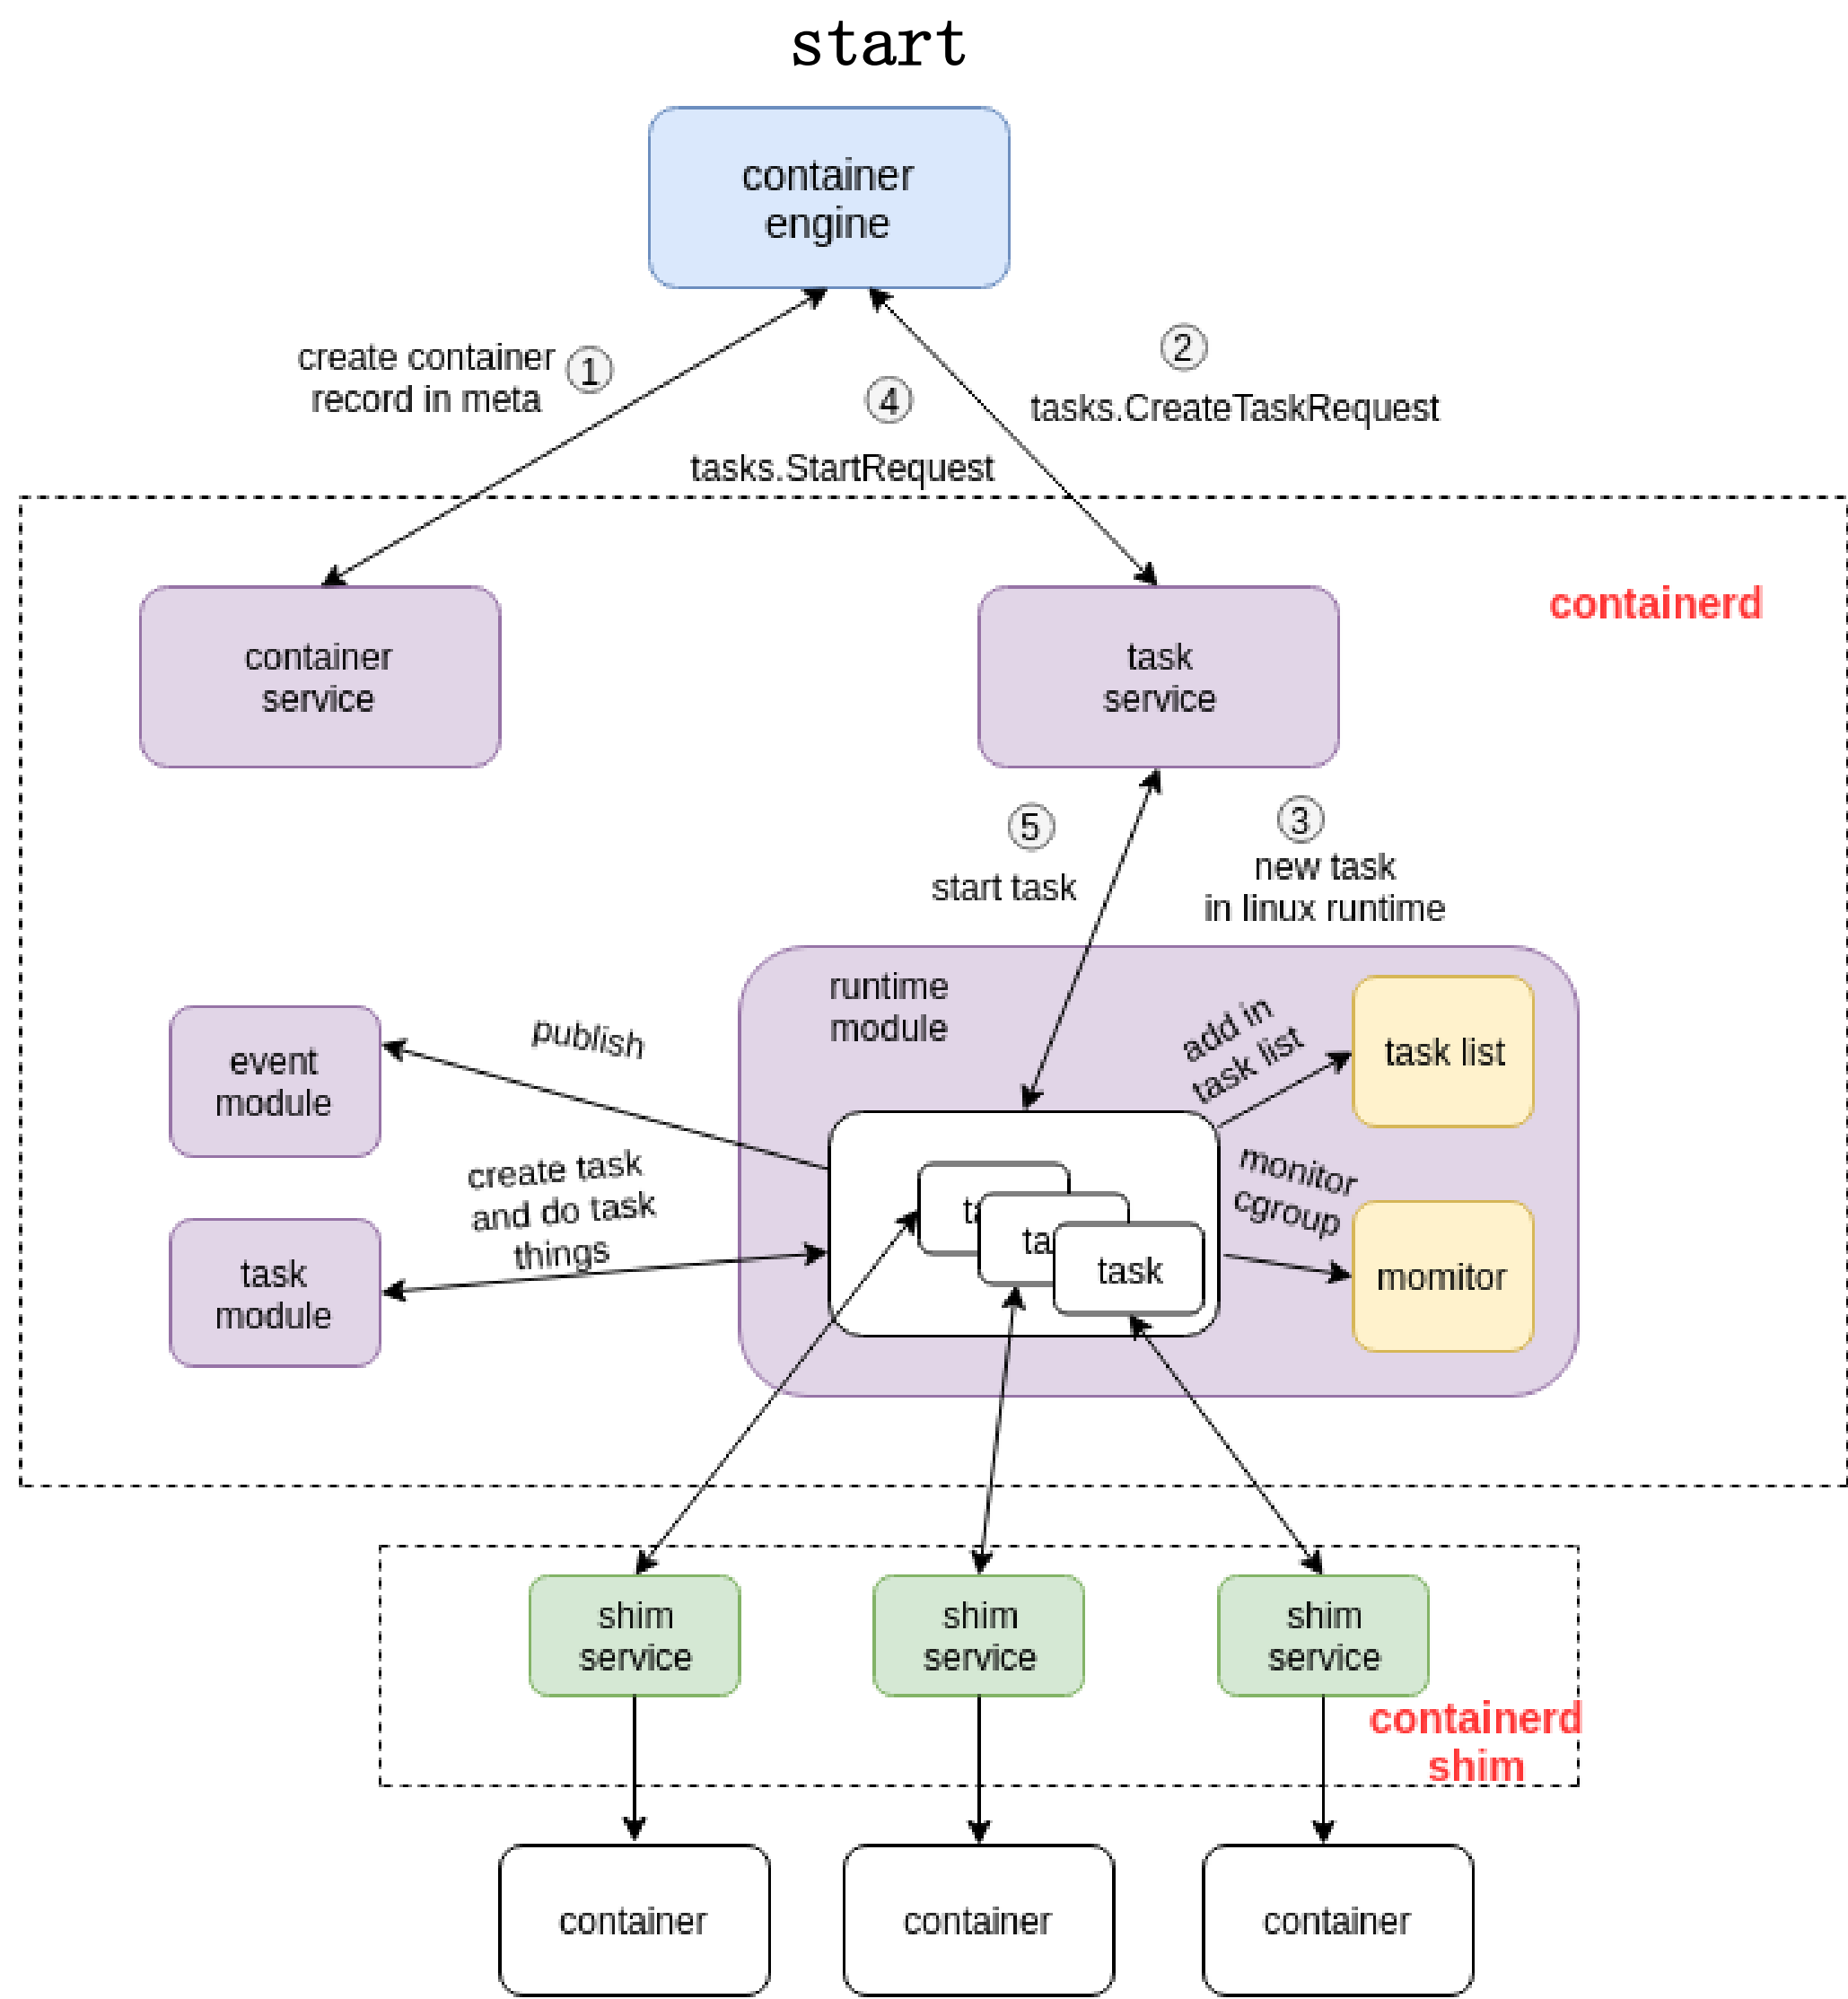 start
container
engine
create container
record in meta
①
②
tasks.CreateTaskRequest
④
tasks.StartRequest
containerd
container
service
task
service
⑤
start task
③
new task
in linux runtime
runtime
module
event
module
publish
add in
task list
task list
create task
and do task
things
task
module
ta
ta
task
monitor
cgroup
momitor
shim
service
shim
service
shim
service
containerd
shim
container
container
container